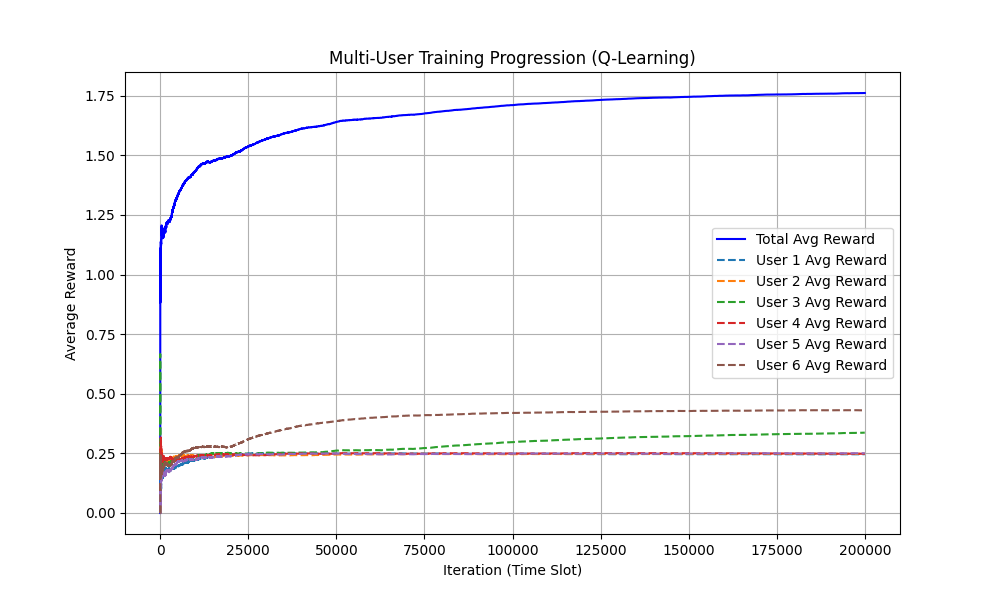 Multi-User Training Progression (Q-Learning)
Average Reward
1.75
1.50
1.25
1.00
0.75
0.50
0.25
0.00
Total Avg Reward
User 1 Avg Reward
User 2 Avg Reward
User 3 Avg Reward
User 4 Avg Reward
User 5 Avg Reward
User 6 Avg Reward
0 25000 50000 75000 100000 125000 150000 175000 200000
Iteration (Time Slot)